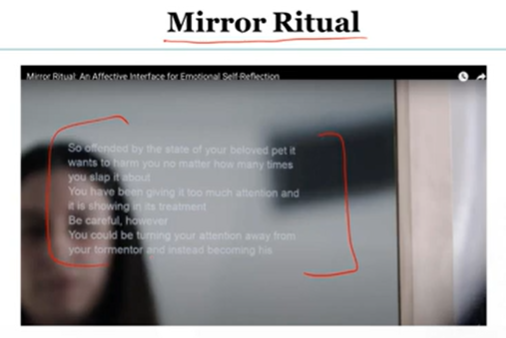 Mirror Ritual
Mirror Ritual: An Affective Interface for Emotional Self-Reflection
So offended by the state of your beloved pet it
wants to harm you no matter how many times
you slap it about
You have been giving it too much attention and
it is showing in its treatment
Be careful, however
You could be turning your attention away from
your tormentor and instead becoming his